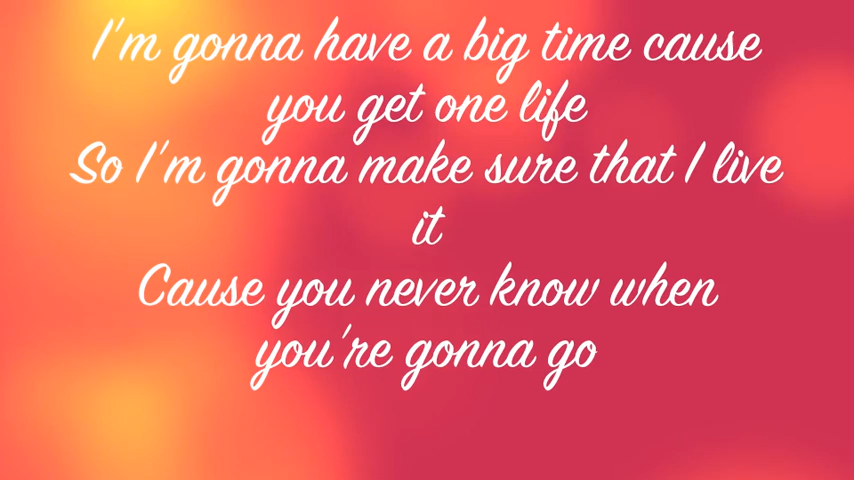 I'm gonna have a big time cause
you get one life
So I'm gonna make sure that I live
it
Cause you never know when
you're gonna go